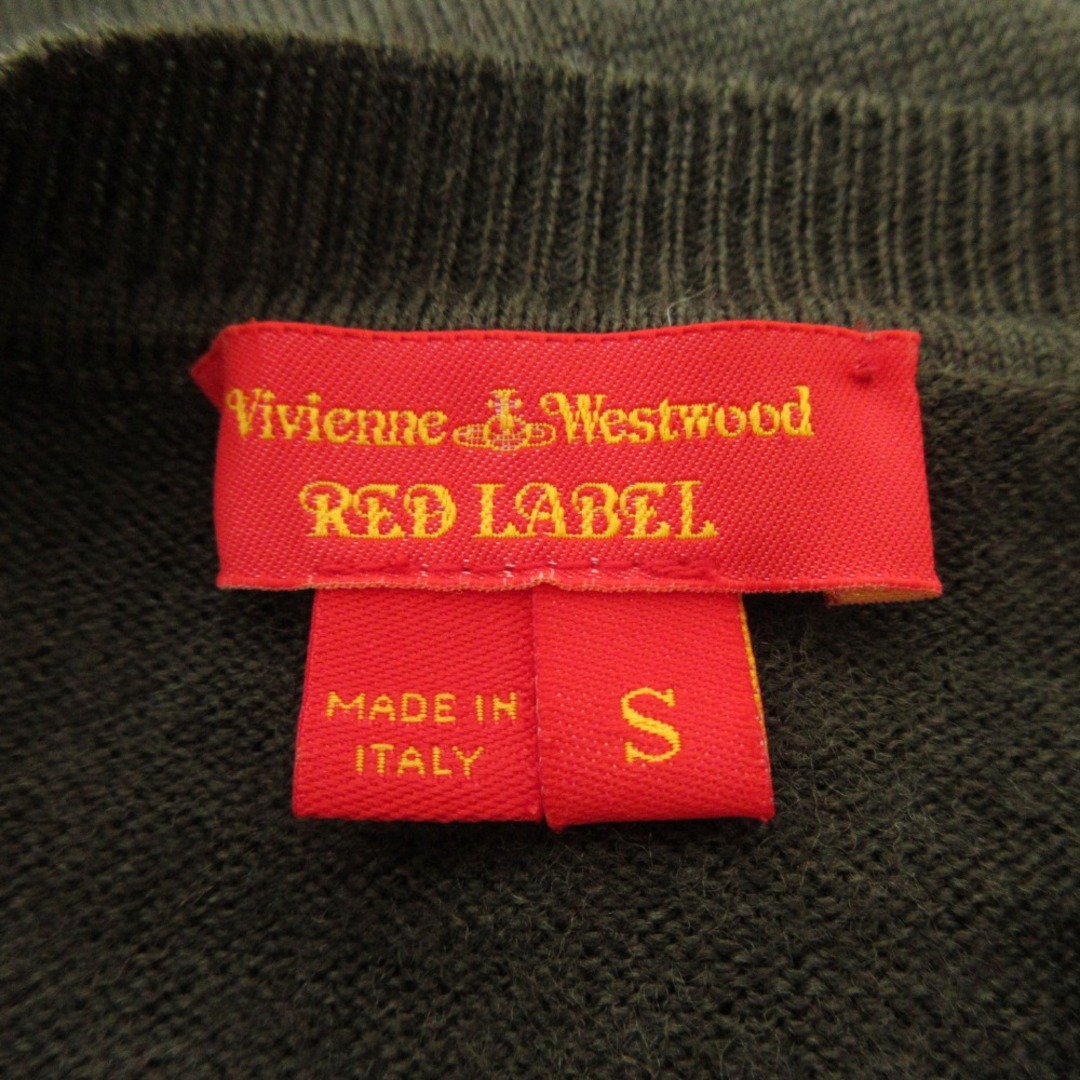 Vivienne Westwood
RED LABEL
MADE IN
ITALY
S